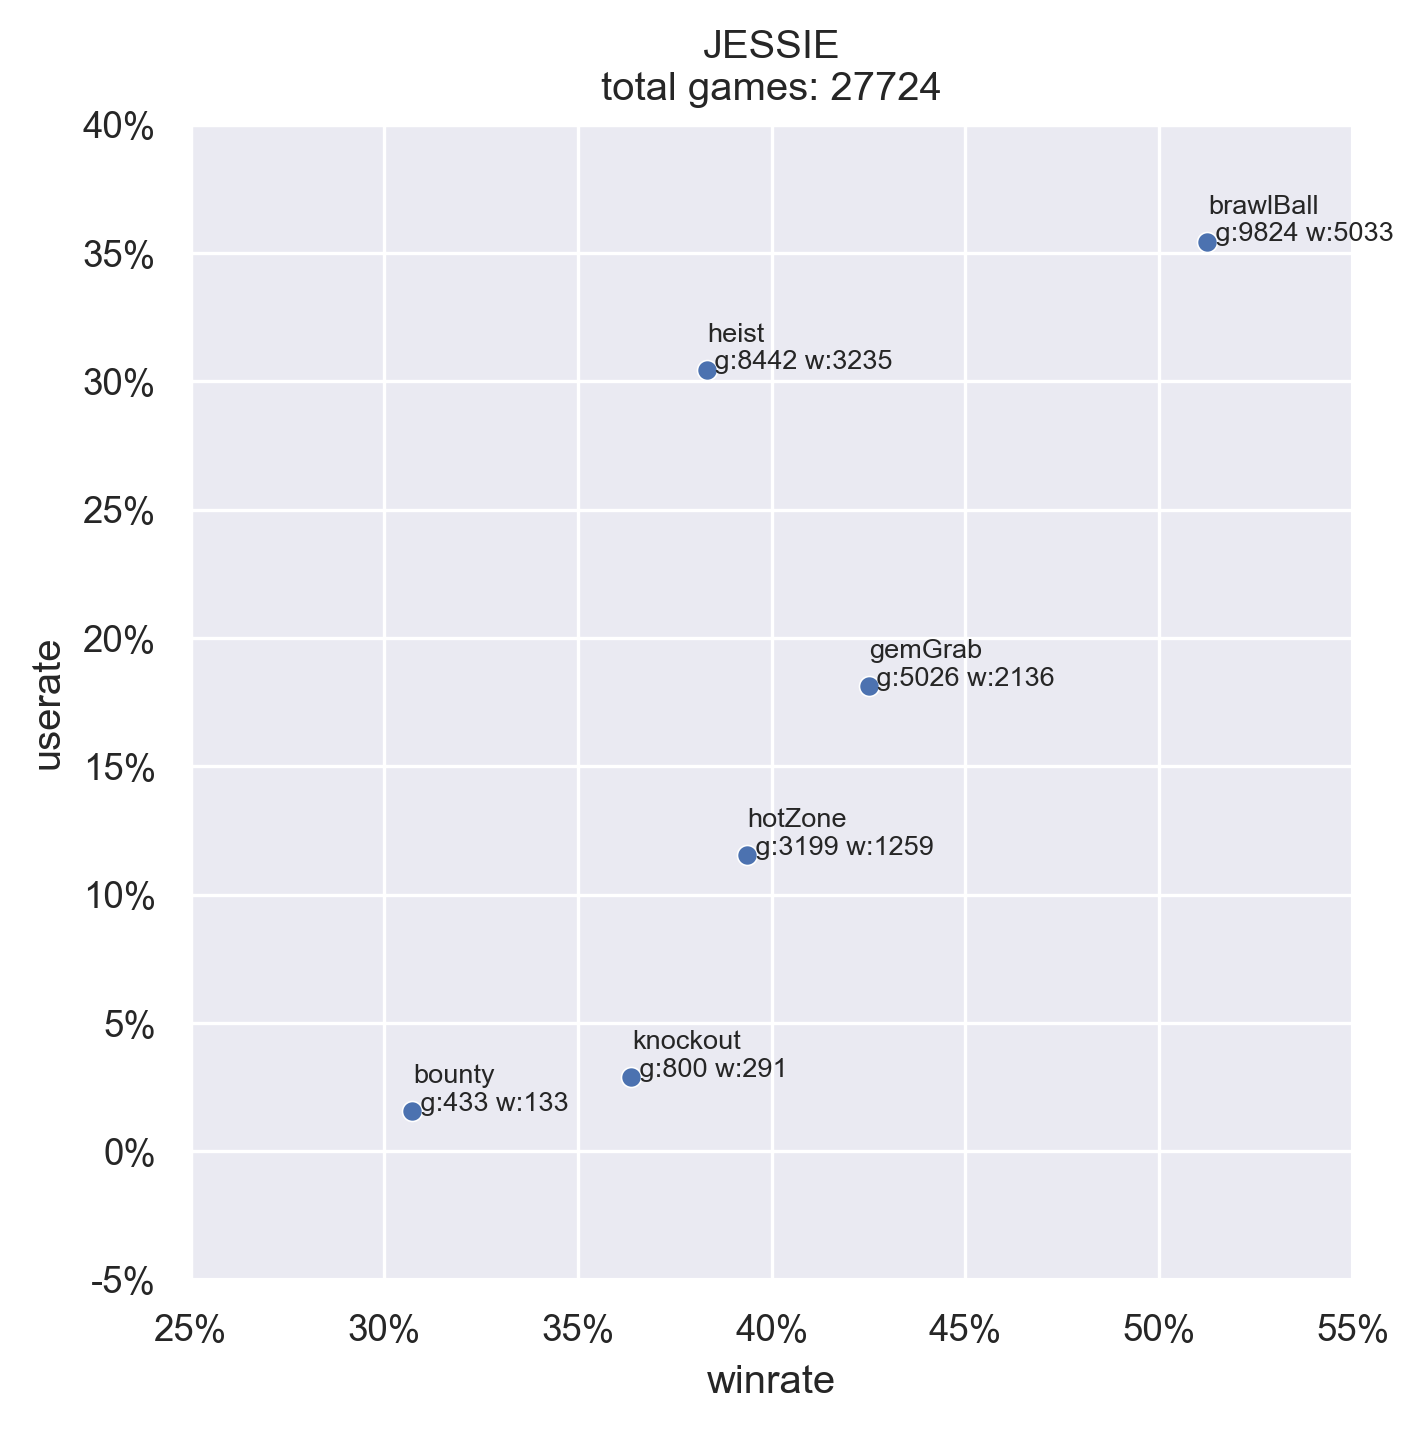 JESSIE
total games: 27724
40%
35%
30%
25%
20%
15%
10%
5%
0%
-5%
userate
brawlBall
g:9824 w:5033
heist
g:8442 w:3235
gemGrab
g:5026 w:2136
hotZone
g:3199 w:1259
knockout
g:800 w:291
bounty
g:433 w:133
25% 30% 35% 40% 45% 50% 55%
winrate